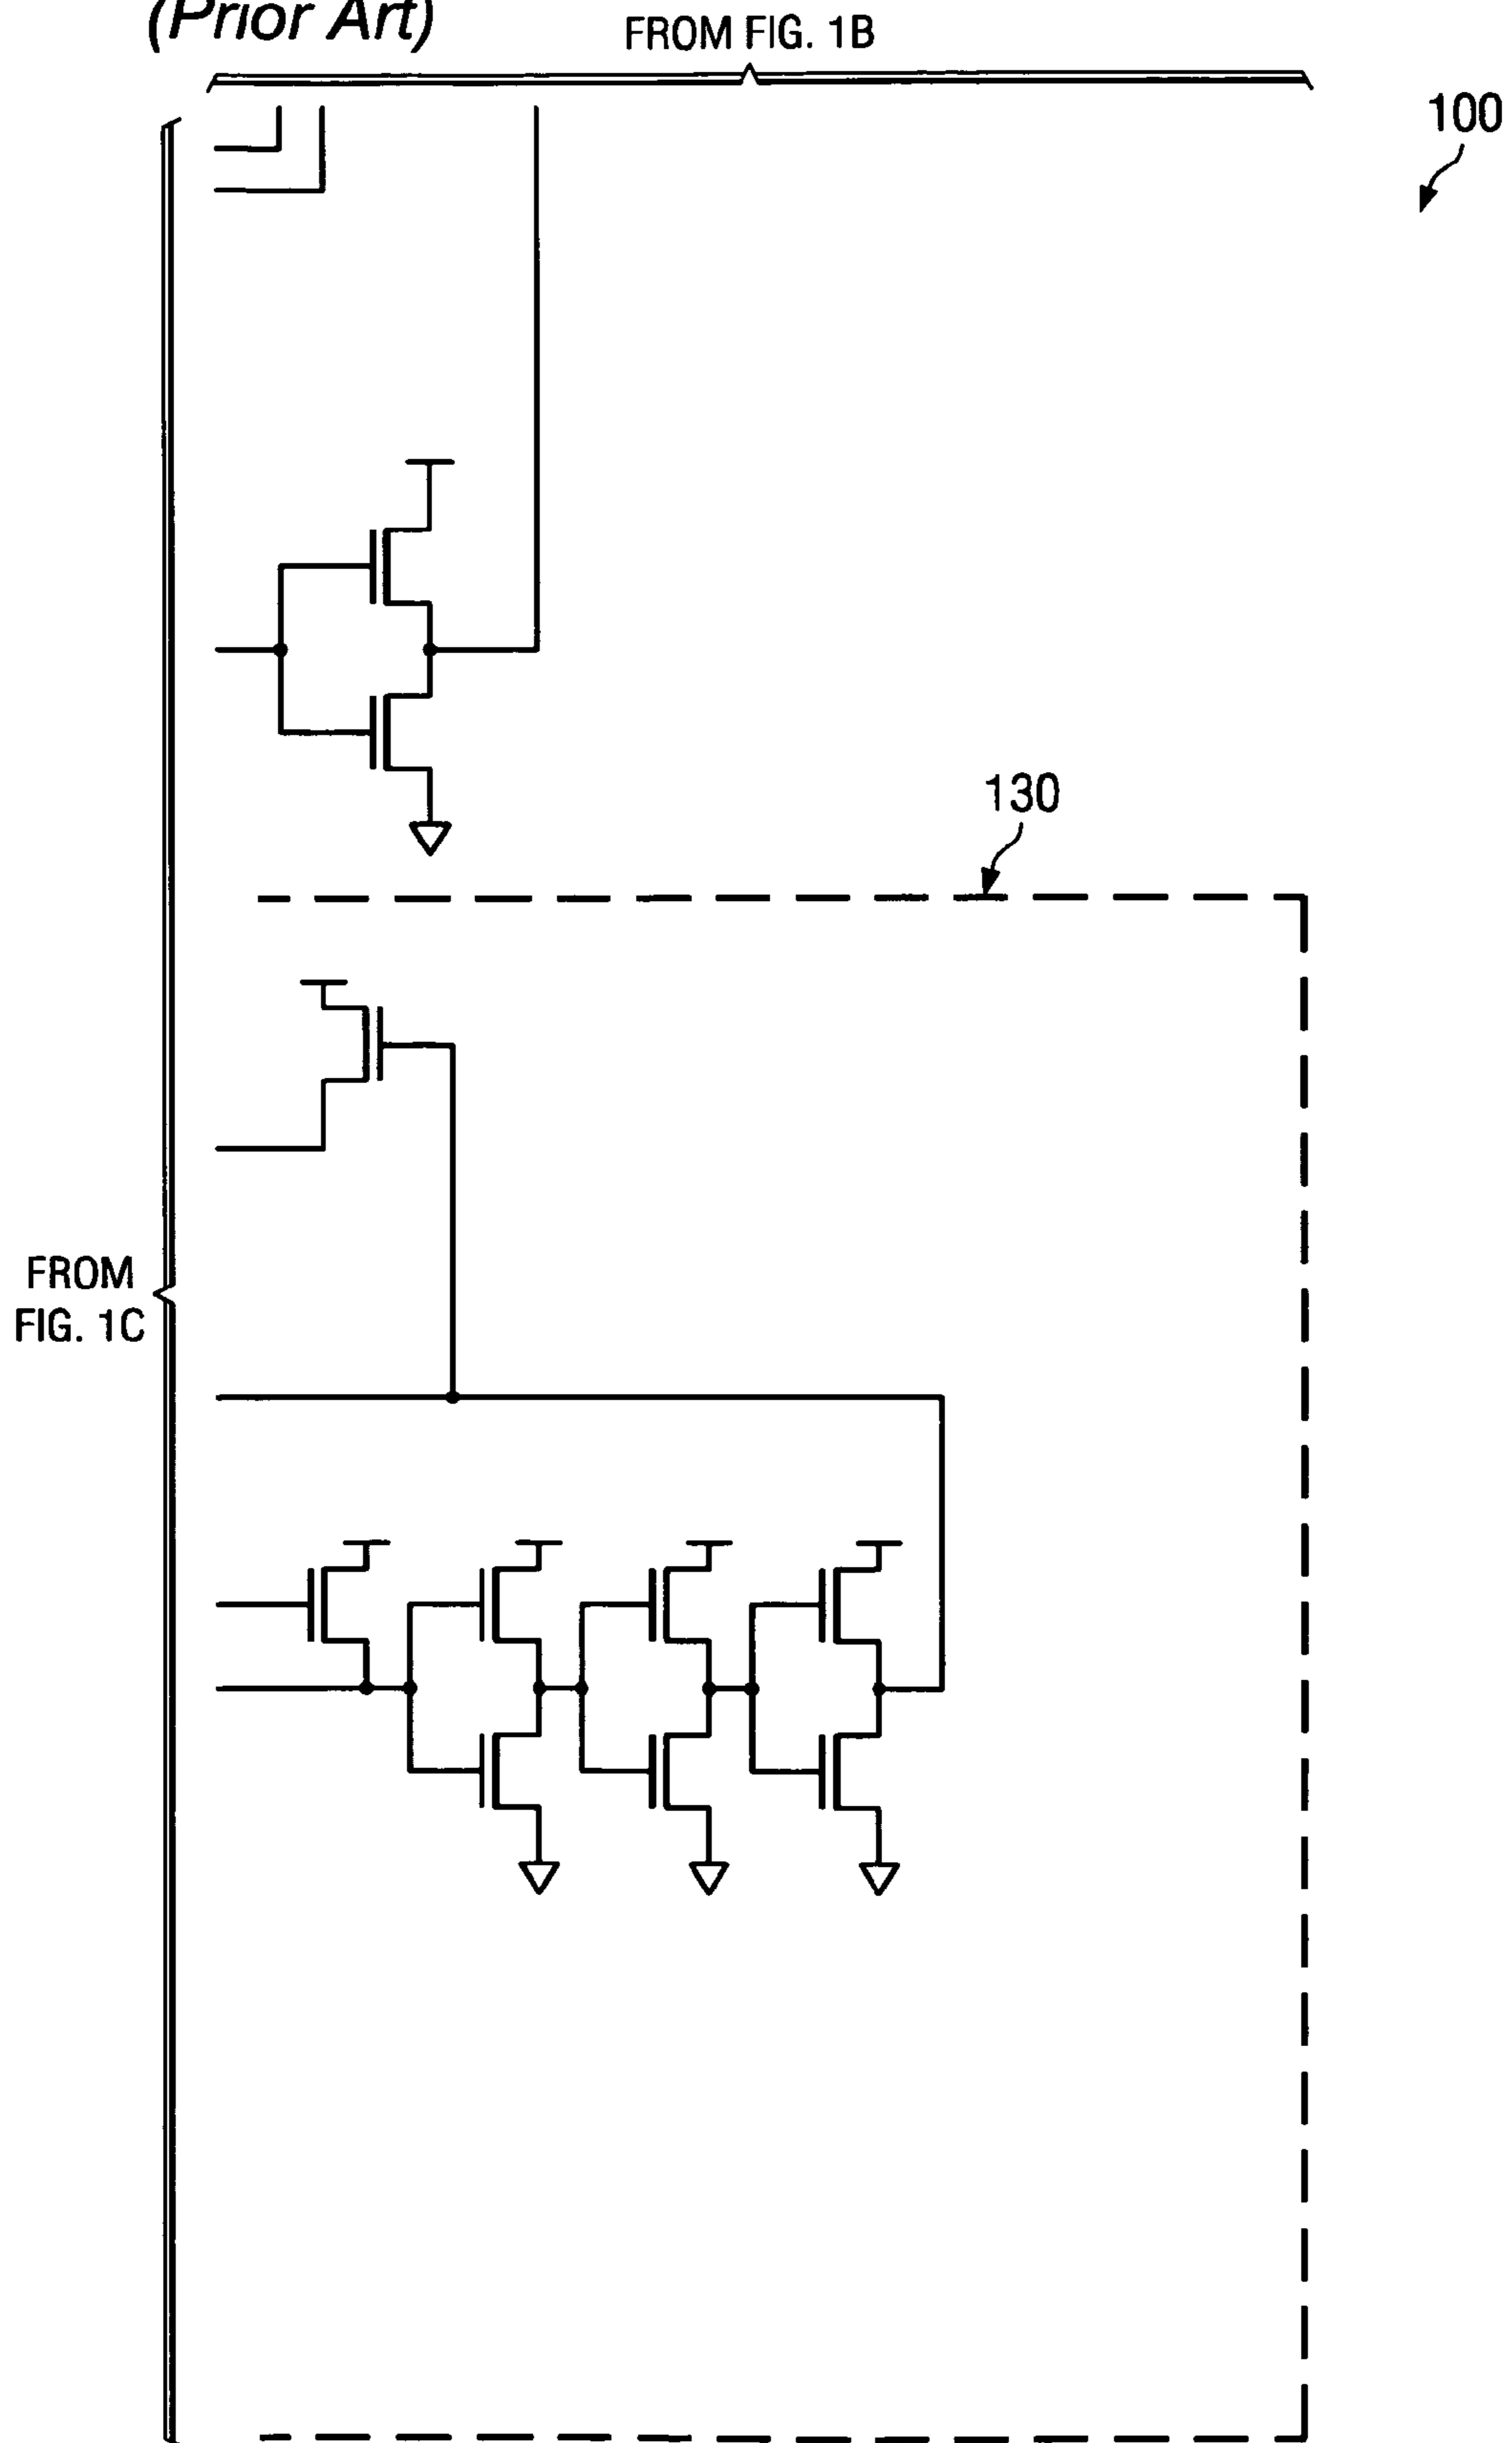 (Prior Art)
FROM FIG. 1B
100
130
FROM
FIG. 1C